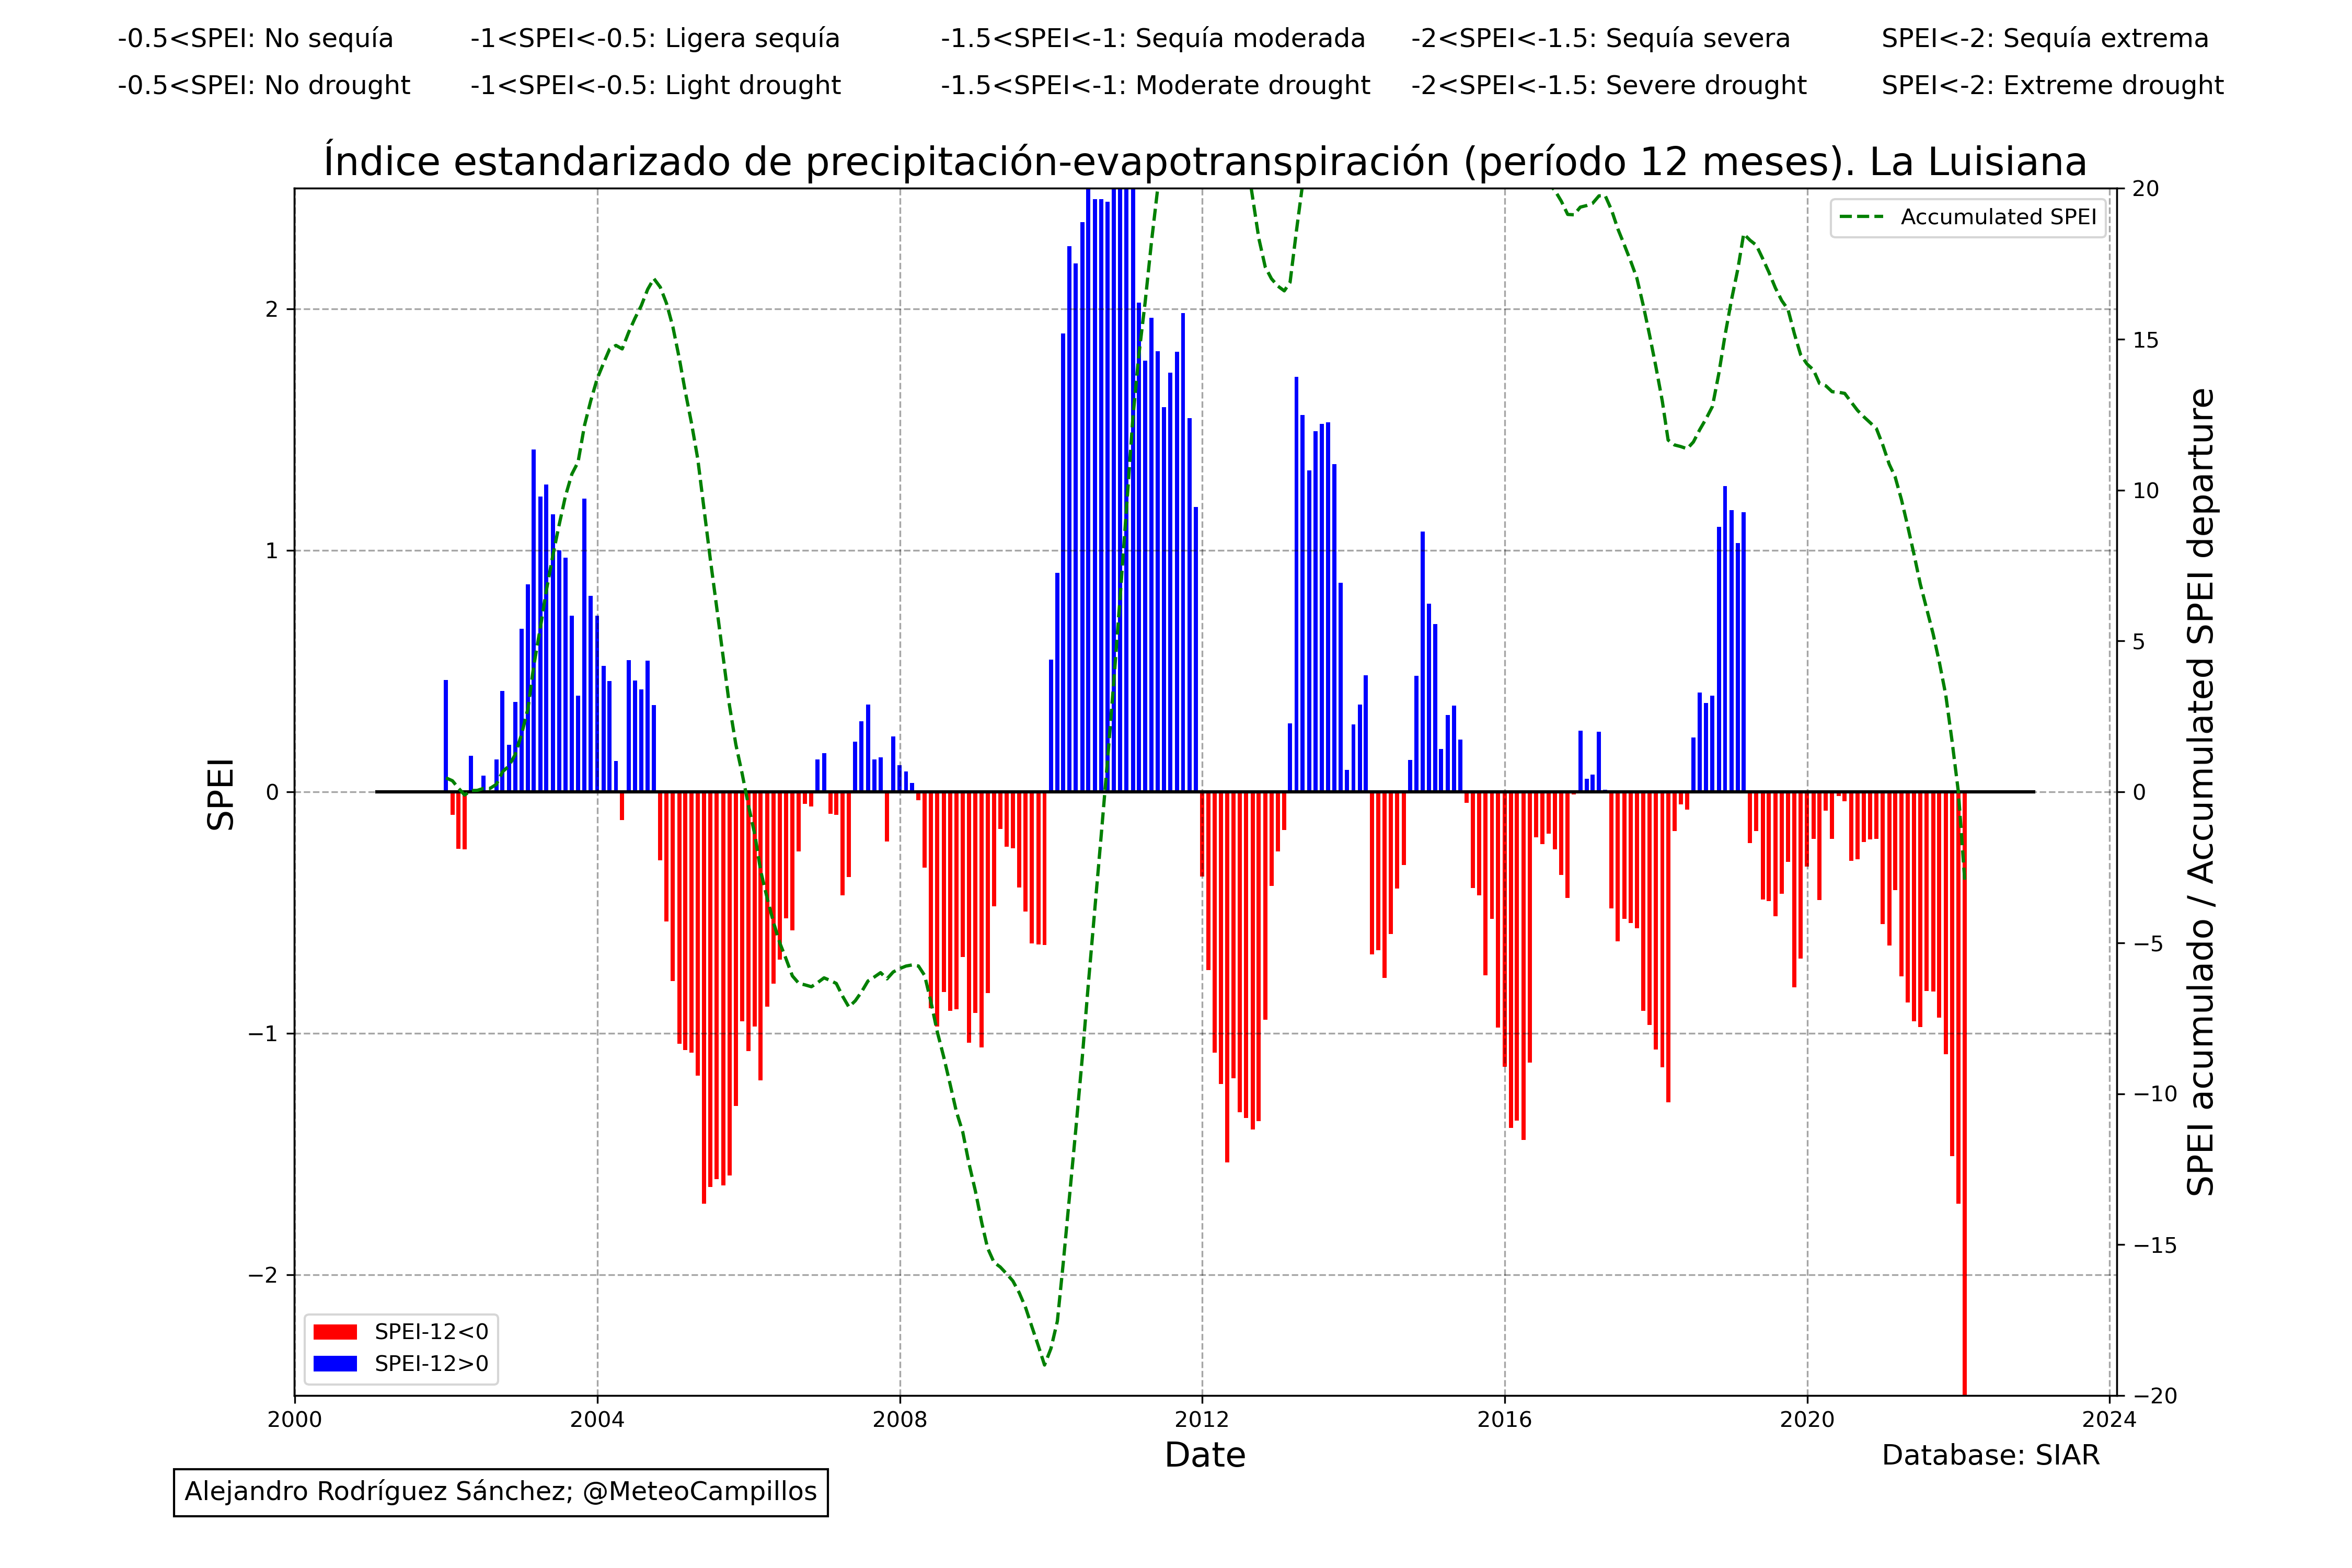 -0.5<SPEI: No sequía -1<SPEI<-0.5: Ligera sequía -1.5<SPEI<-1: Sequía moderada -2<SPEI<-1.5: Sequía severa SPEI<-2: Sequía extrema
-0.5<SPEI: No drought -1<SPEI<-0.5: Light drought -1.5<SPEI<-1: Moderate drought -2<SPEI<-1.5: Severe drought SPEI<-2: Extreme drought
Índice estandarizado de precipitación-evapotranspiración (período 12 meses). La Luisiana
Accumulated SPEI
SPEI
2
1
0
−1
−2
20
15
10
5
0
−5
−10
−15
−20
SPEI acumulado / Accumulated SPEI departure
SPEI-12<0
SPEI-12>0
2000 2004 2008 2012 2016 2020 2024
Date
Database: SIAR
Alejandro Rodríguez Sánchez; @MeteoCampillos